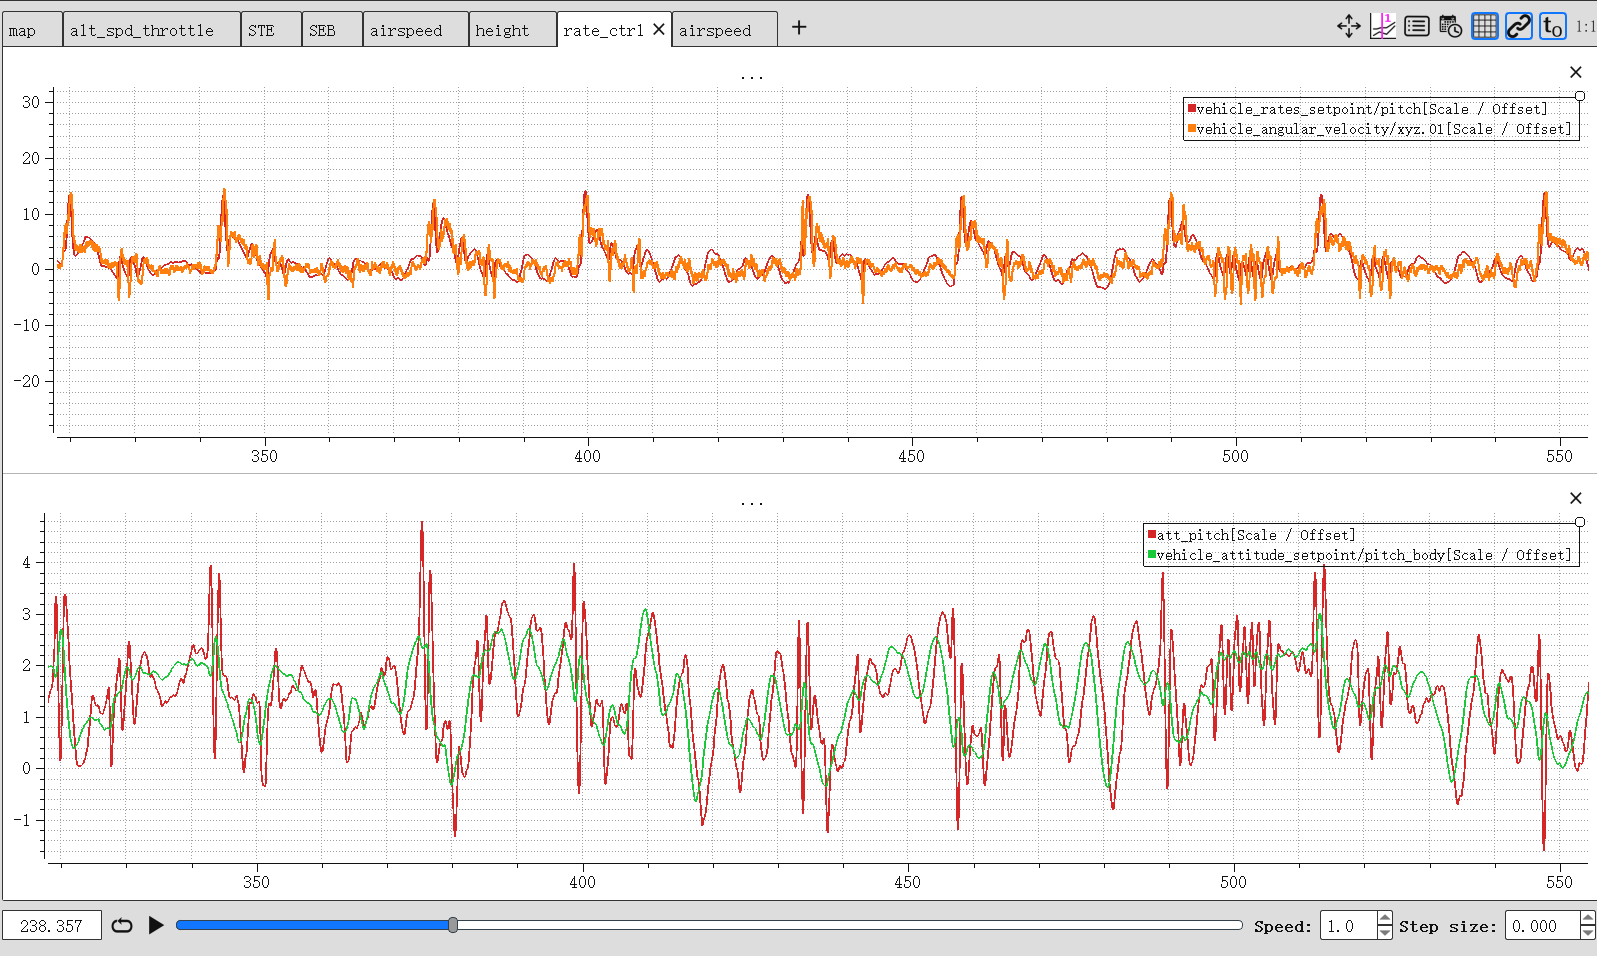 map alt_spd_throttle STE SEB airspeed height rate_ctrl airspeed + 1 t0 1:1
...
vehicle_rates_setpoint/pitch[Scale / Offset]
vehicle_angular_velocity/xyz.01[Scale / Offset]
30
20
10
0
-10
-20
350 400 450 500 550
...
att_pitch[Scale / Offset]
vehicle_attitude_setpoint/pitch_body[Scale / Offset]
4
3
2
1
0
-1
350 400 450 500 550
238.357 Speed: 1.0 Step size: 0.000